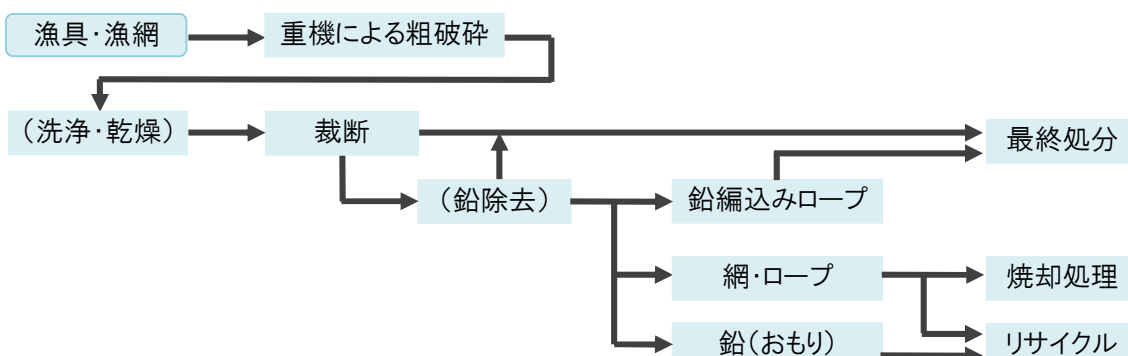 漁具・漁網
重機による粗破砕
（洗浄・乾燥）
裁断
最終処分
（鉛除去）
鉛編込みロープ
網・ロープ
焼却処理
鉛（おもり）
リサイクル